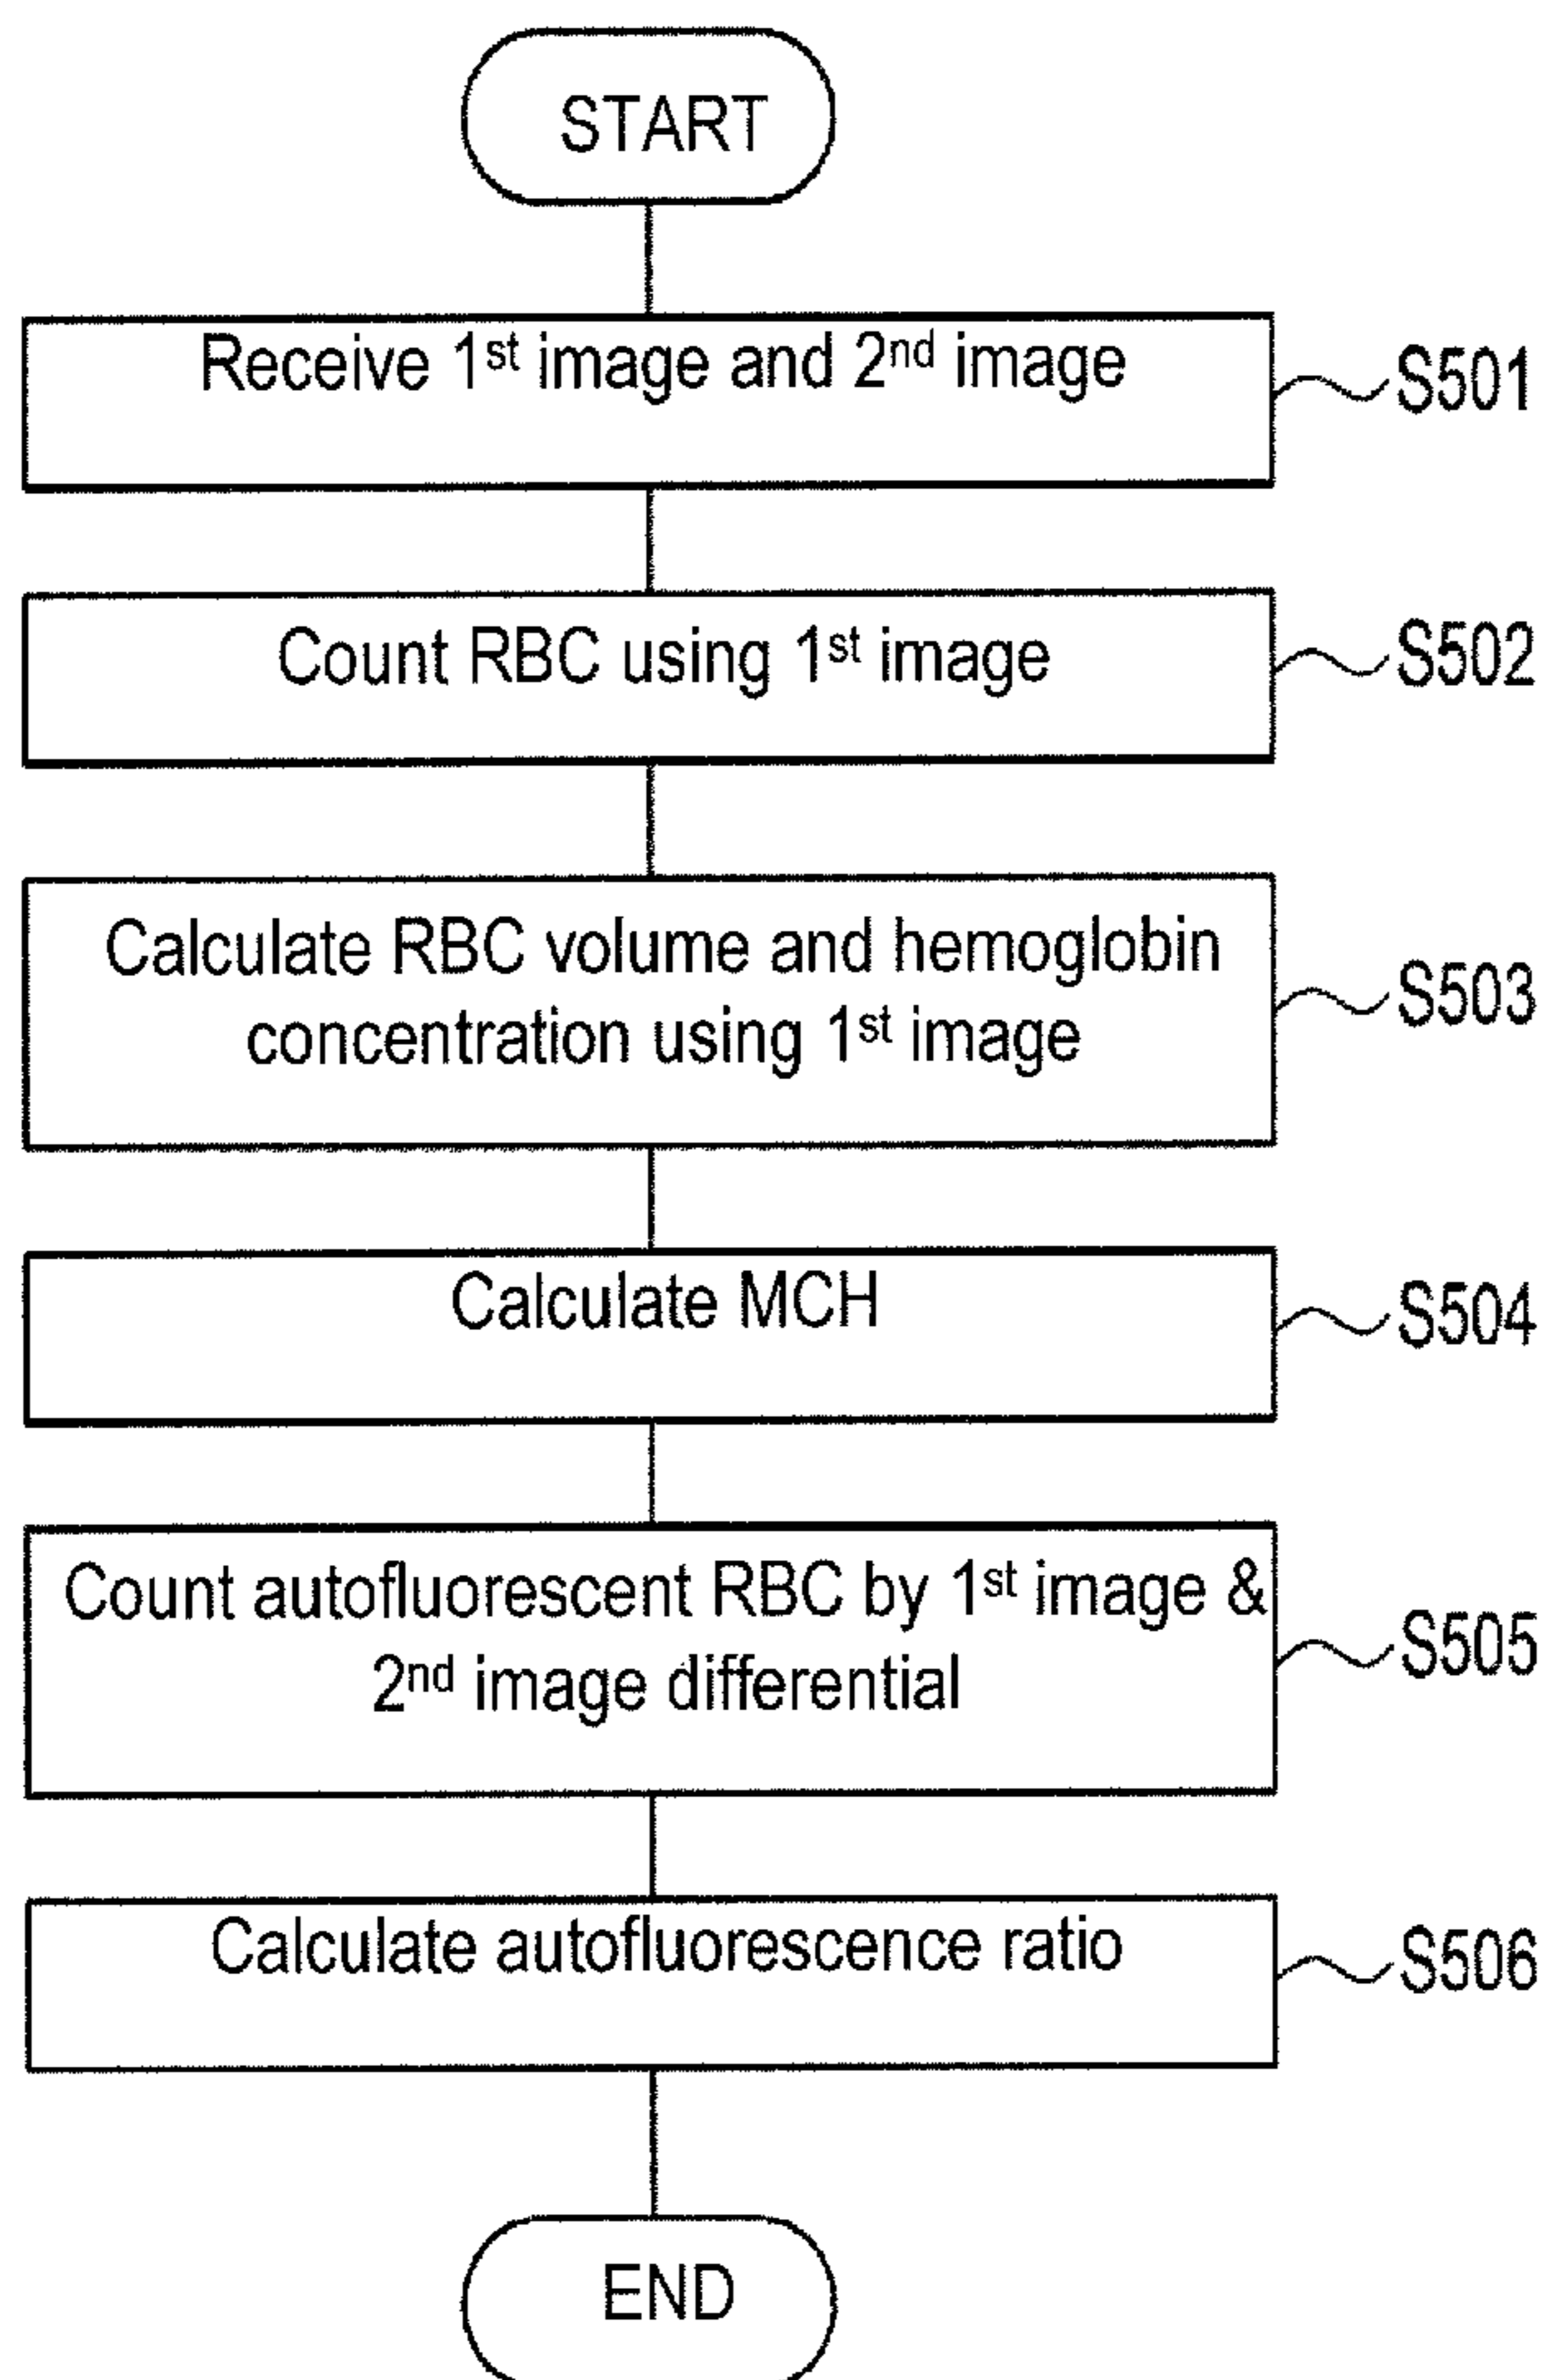 START
Receive 1st image and 2nd image
S501
Count RBC using 1st image
S502
Calculate RBC volume and hemoglobin
concentration using 1st image
S503
Calculate MCH
S504
Count autofluorescent RBC by 1st image &
2nd image differential
S505
Calculate autofluorescence ratio
S506
END